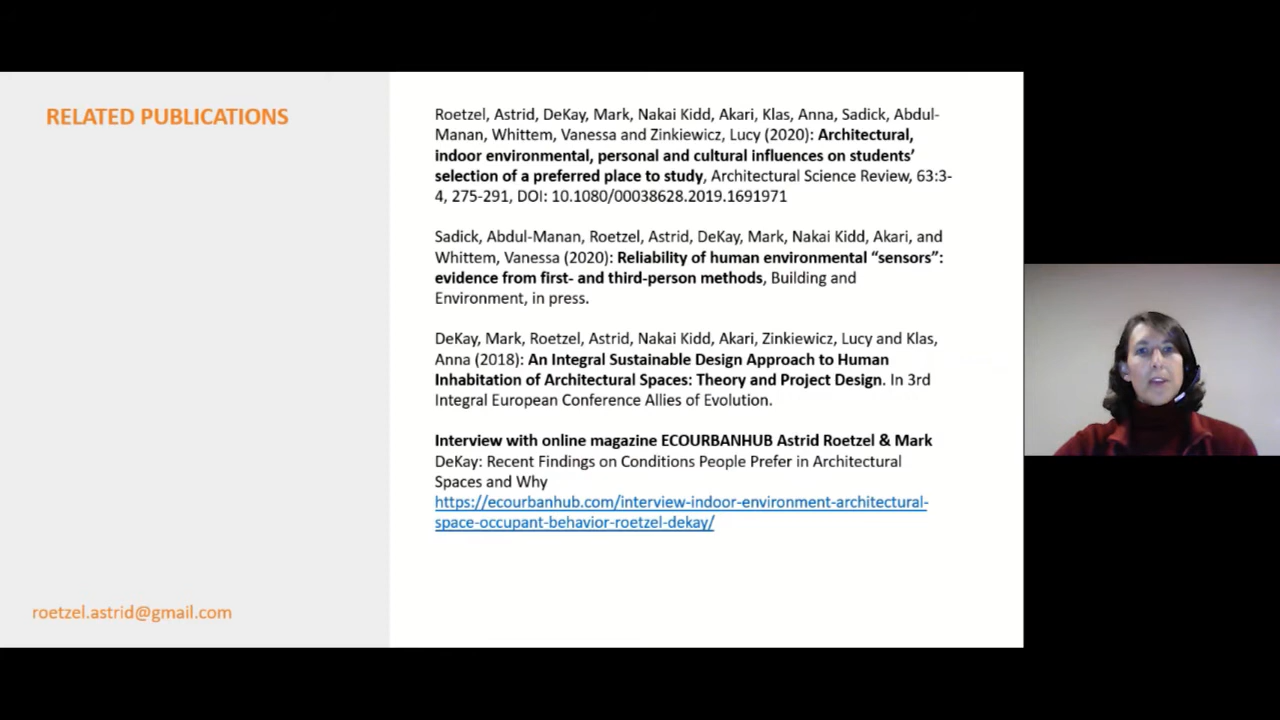 RELATED PUBLICATIONS
Roetzel, Astrid, DeKay, Mark, Nakai Kidd, Akari, Klas, Anna, Sadick, Abdul-
Manan, Whittem, Vanessa and Zinkiewicz, Lucy (2020): Architectural,
indoor environmental, personal and cultural influences on students’
selection of a preferred place to study, Architectural Science Review, 63:3-
4, 275-291, DOI: 10.1080/00038628.2019.1691971
Sadick, Abdul-Manan, Roetzel, Astrid, DeKay, Mark, Nakai Kidd, Akari, and
Whittem, Vanessa (2020): Reliability of human environmental “sensors”:
evidence from first- and third-person methods, Building and
Environment, in press.
DeKay, Mark, Roetzel, Astrid, Nakai Kidd, Akari, Zinkiewicz, Lucy and Klas,
Anna (2018): An Integral Sustainable Design Approach to Human
Inhabitation of Architectural Spaces: Theory and Project Design. In 3rd
Integral European Conference Allies of Evolution.
Interview with online magazine ECOURBANHUB Astrid Roetzel & Mark
DeKay: Recent Findings on Conditions People Prefer in Architectural
Spaces and Why
https://ecourbanhub.com/interview-indoor-environment-architectural-
space-occupant-behavior-roetzel-dekay/
roetzel.astrid@gmail.com